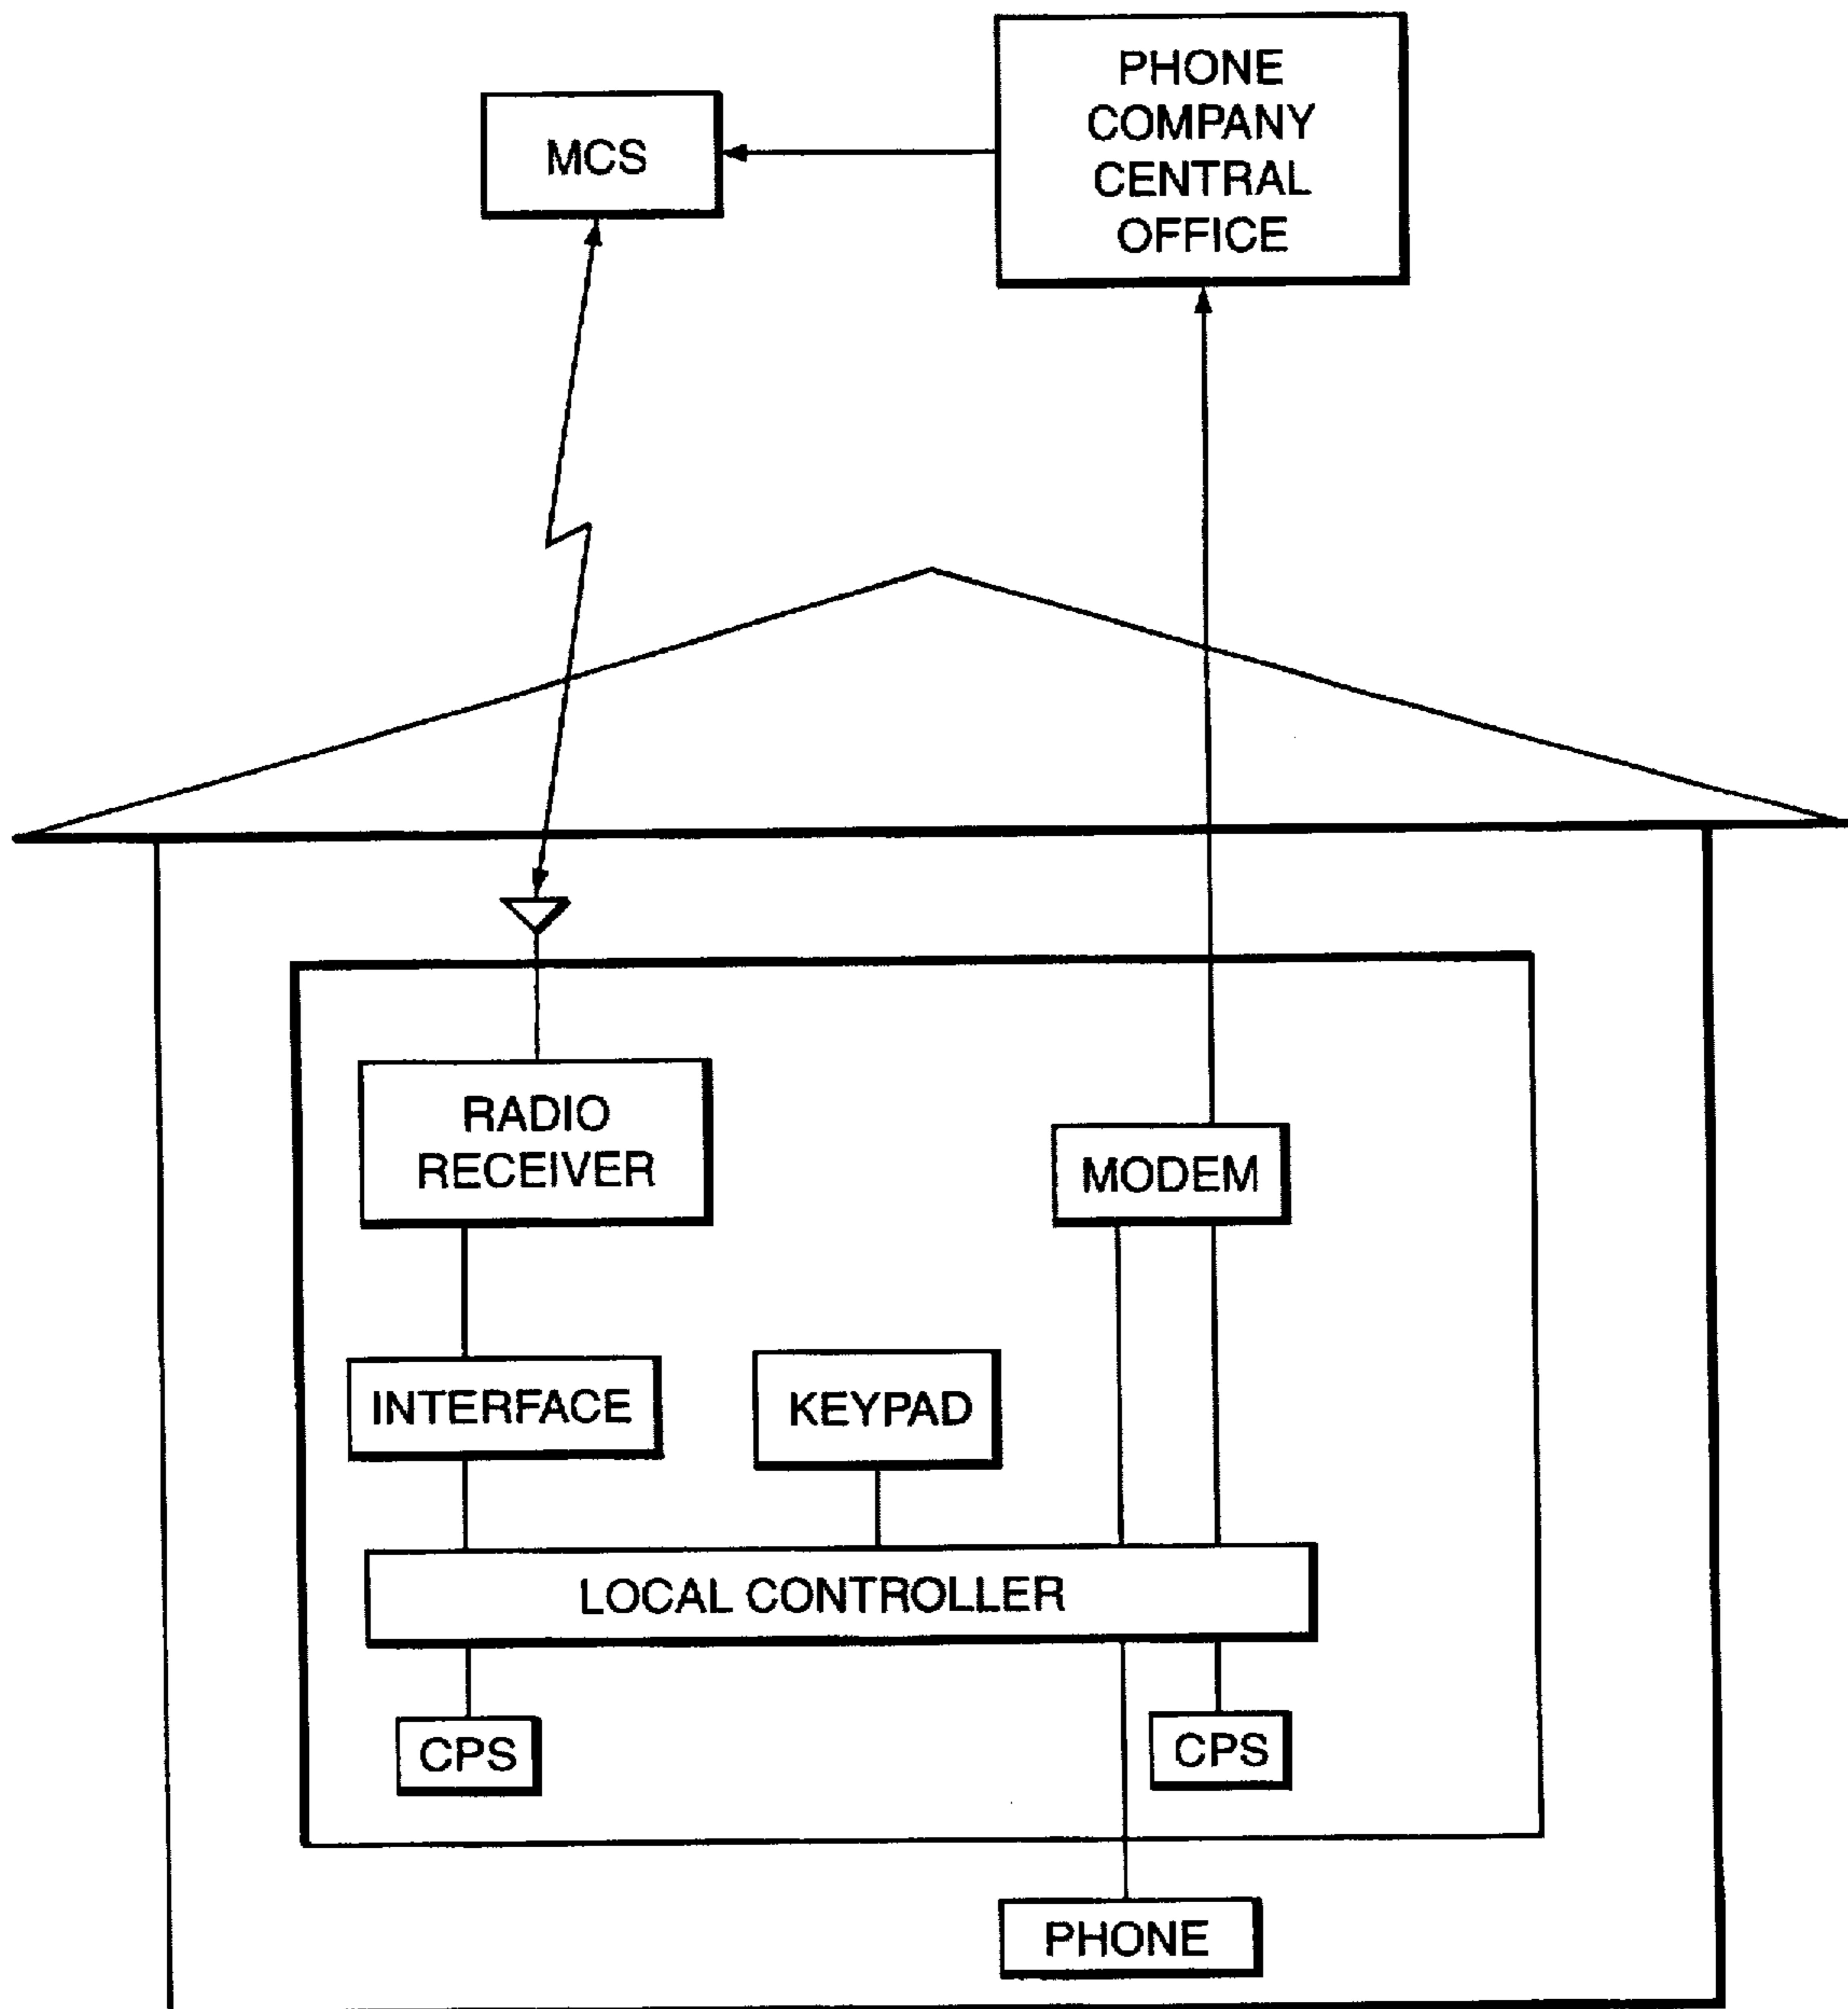 PHONE
COMPANY
CENTRAL
OFFICE
MCS
RADIO
RECEIVER
MODEM
INTERFACE
KEYPAD
LOCAL CONTROLLER
CPS
CPS
PHONE